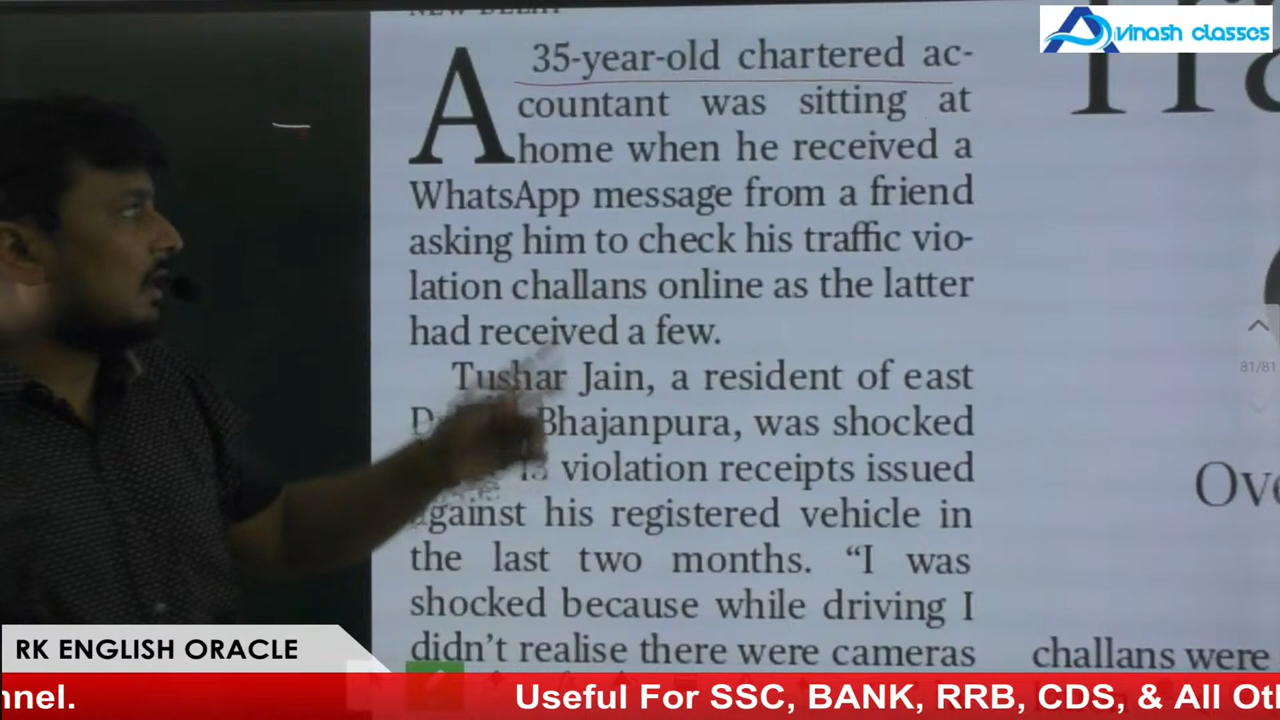 vinash classes
A 35-year-old chartered ac-
countant was sitting at
home when he received a
WhatsApp message from a friend
asking him to check his traffic vio-
lation challans online as the latter
had received a few.
Tushar Jain, a resident of east
Bhajanpura, was shocked
violation receipts issued
against his registered vehicle in
the last two months. “I was
shocked because while driving I
didn’t realise there were cameras
81/81
challans were
RK ENGLISH ORACLE
nnel.
Useful For SSC, BANK, RRB, CDS, & All Ot